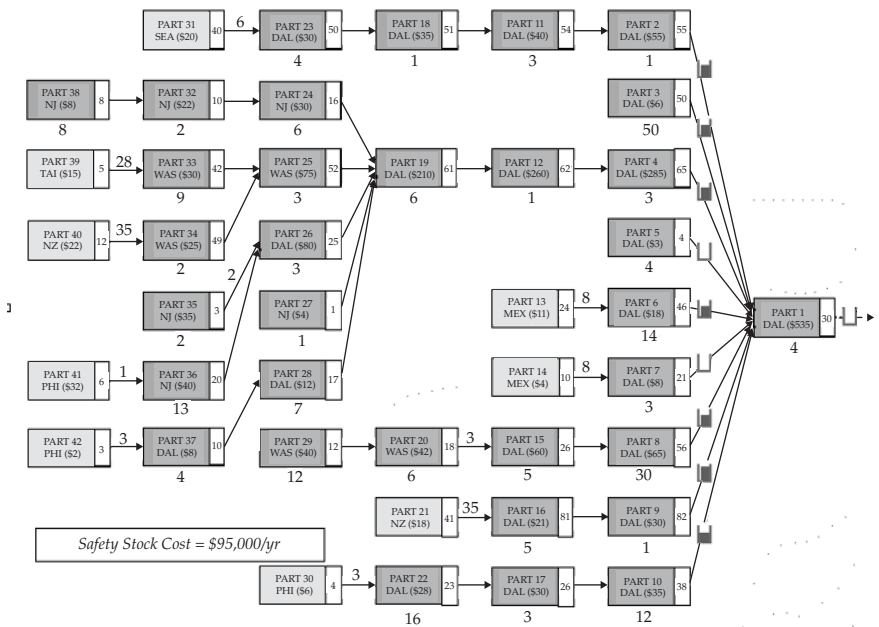 PART 31
SEA ($20)
40
6
PART 23
DAL ($30)
50
4
PART 18
DAL ($35)
51
1
PART 11
DAL ($40)
54
3
PART 2
DAL ($55)
55
1
PART 38
NJ ($8)
8
8
PART 32
NJ ($22)
10
2
PART 24
NJ ($30)
16
6
PART 3
DAL ($6)
50
50
PART 39
TAI ($15)
5
28
PART 33
WAS ($30)
42
9
PART 25
WAS ($75)
52
3
PART 19
DAL ($210)
61
6
PART 12
DAL ($260)
62
1
PART 4
DAL ($285)
65
3
PART 40
NZ ($22)
12
35
PART 34
WAS ($25)
49
2
PART 26
DAL ($80)
25
3
PART 5
DAL ($3)
4
4
2
PART 35
NJ ($35)
3
2
PART 27
NJ ($4)
1
1
PART 13
MEX ($11)
24
8
PART 6
DAL ($18)
46
14
PART 1
DAL ($535)
30
4
PART 41
PHI ($32)
6
1
PART 36
NJ ($40)
20
13
PART 28
DAL ($12)
17
7
PART 14
MEX ($4)
10
8
PART 7
DAL ($8)
21
3
PART 42
PHI ($2)
3
3
PART 37
DAL ($8)
10
4
PART 29
WAS ($40)
12
12
PART 20
WAS ($42)
18
6
3
PART 15
DAL ($60)
26
5
PART 8
DAL ($65)
56
30
PART 21
NZ ($18)
41
35
PART 16
DAL ($21)
81
5
PART 9
DAL ($30)
82
1
Safety Stock Cost = $95,000/yr
PART 30
PHI ($6)
4
3
PART 22
DAL ($28)
23
16
PART 17
DAL ($30)
26
3
PART 10
DAL ($35)
38
12